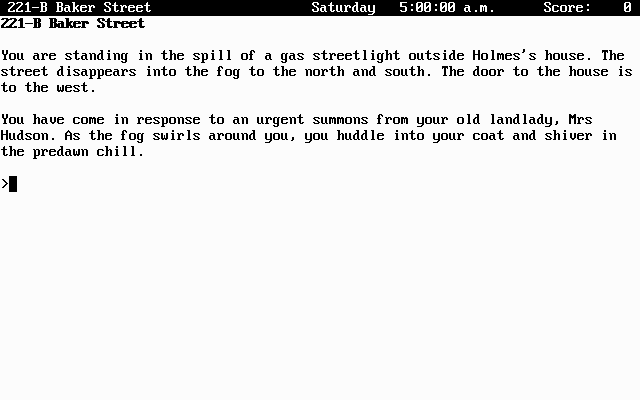 221-B Baker Street Saturday 5:00:00 a.m. Score: 0
221-B Baker Street
You are standing in the spill of a gas streetlight outside Holmes's house. The
street disappears into the fog to the north and south. The door to the house is
to the west.
You have come in response to an urgent summons from your old landlady, Mrs
Hudson. As the fog swirls around you, you huddle into your coat and shiver in
the predawn chill.
>